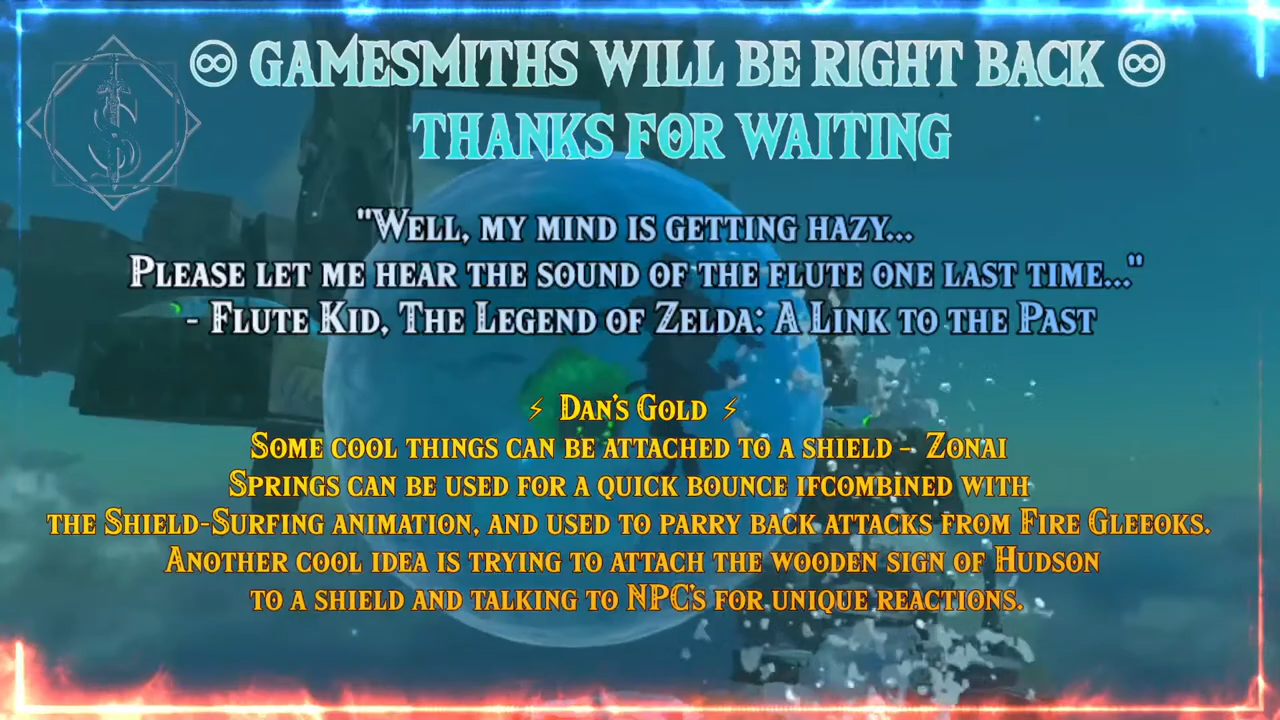 ♾ GAMESMITHS WILL BE RIGHT BACK ♾
THANKS FOR WAITING
"WELL, MY MIND IS GETTING HAZY...
PLEASE LET ME HEAR THE SOUND OF THE FLUTE ONE LAST TIME..."
- FLUTE KID, THE LEGEND OF ZELDA: A LINK TO THE PAST
⚡ DAN'S GOLD ⚡
SOME COOL THINGS CAN BE ATTACHED TO A SHIELD - ZONAI
SPRINGS CAN BE USED FOR A QUICK BOUNCE IFCOMBINED WITH
THE SHIELD-SURFING ANIMATION, AND USED TO PARRY BACK ATTACKS FROM FIRE GLEEOKS.
ANOTHER COOL IDEA IS TRYING TO ATTACH THE WOODEN SIGN OF HUDSON
TO A SHIELD AND TALKING TO NPC'S FOR UNIQUE REACTIONS.